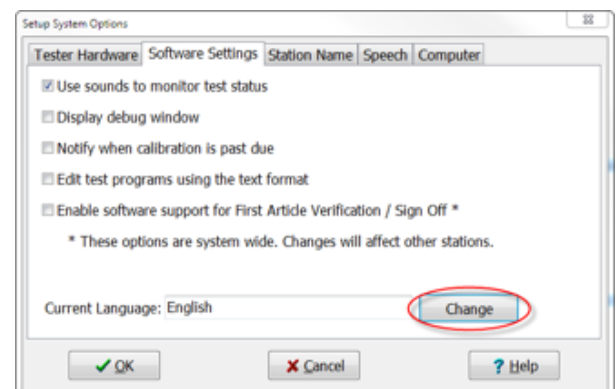 Setup System Options
Tester Hardware Software Settings Station Name Speech Computer
Use sounds to monitor test status
Display debug window
Notify when calibration is past due
Edit test programs using the text format
Enable software support for First Article Verification / Sign Off *
* These options are system wide. Changes will affect other stations.
Current Language: English Change
OK Cancel ? Help